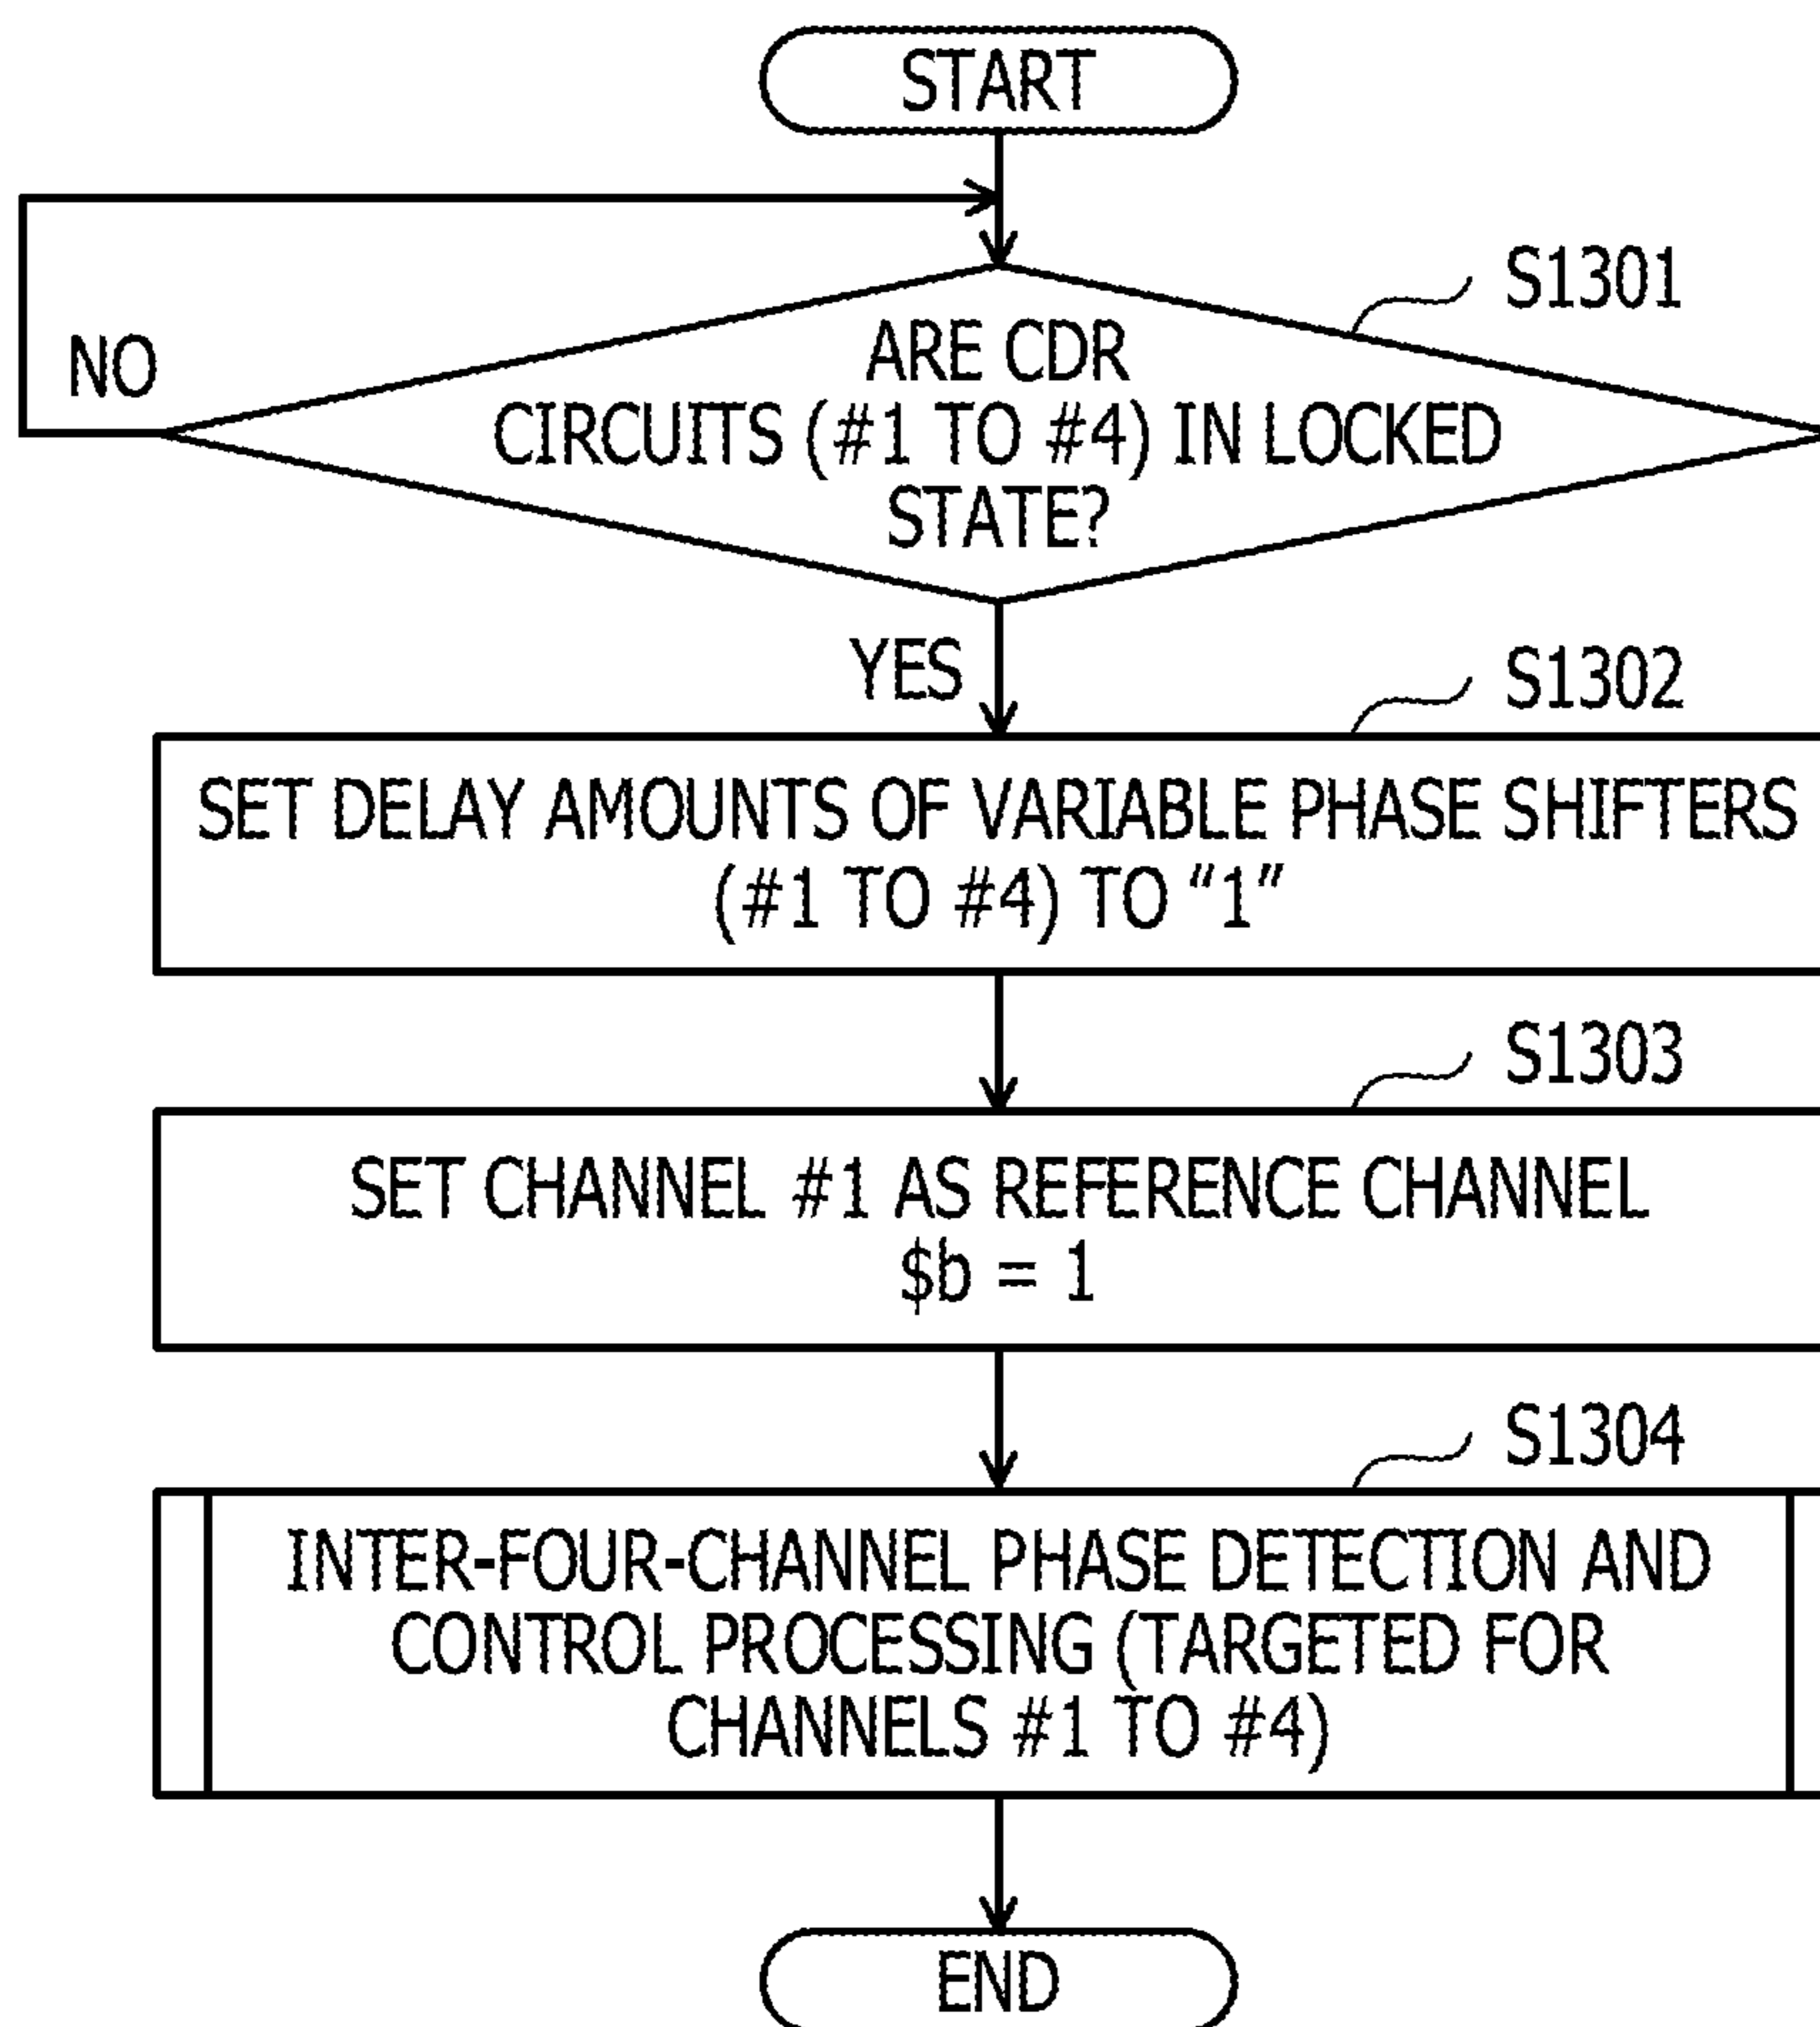 START
S1301
NO
ARE CDR
CIRCUITS (#1 TO #4) IN LOCKED
STATE?
YES
S1302
SET DELAY AMOUNTS OF VARIABLE PHASE SHIFTERS
(#1 TO #4) TO "1"
S1303
SET CHANNEL #1 AS REFERENCE CHANNEL
$b = 1
S1304
INTER-FOUR-CHANNEL PHASE DETECTION AND
CONTROL PROCESSING (TARGETED FOR
CHANNELS #1 TO #4)
END